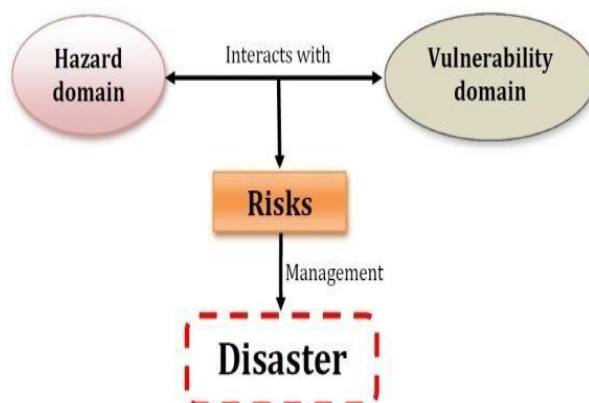 Hazard
domain
Interacts with
Vulnerability
domain
Risks
Management
Disaster